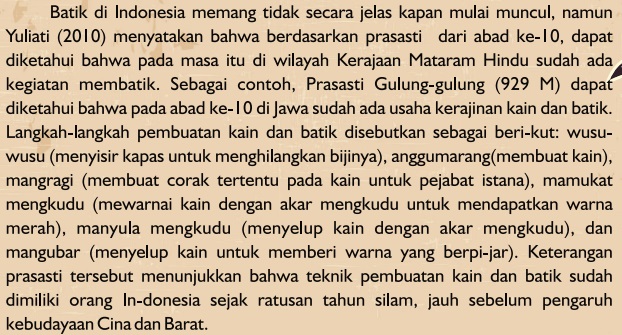 Batik di Indonesia memang tidak secara jelas kapan mulai muncul, namun
Yuliati (2010) menyatakan bahwa berdasarkan prasasti dari abad ke-10, dapat
diketahui bahwa pada masa itu di wilayah Kerajaan Mataram Hindu sudah ada
kegiatan membatik. Sebagai contoh, Prasasti Gulung-gulung (929 M) dapat
diketahui bahwa pada abad ke-10 di Jawa sudah ada usaha kerajinan kain dan batik.
Langkah-langkah pembuatan kain dan batik disebutkan sebagai beri-kut: wusu-
wusu (menyisir kapas untuk menghilangkan bijinya), anggumarang(membuat kain),
mangragi (membuat corak tertentu pada kain untuk pejabat istana), mamukat
mengkudu (mewarnai kain dengan akar mengkudu untuk mendapatkan warna
merah), manyula mengkudu (menyelup kain dengan akar mengkudu), dan
mangubar (menyelup kain untuk memberi warna yang berpi-jar). Keterangan
prasasti tersebut menunjukkan bahwa teknik pembuatan kain dan batik sudah
dimiliki orang In-donesia sejak ratusan tahun silam, jauh sebelum pengaruh
kebudayaan Cina dan Barat.